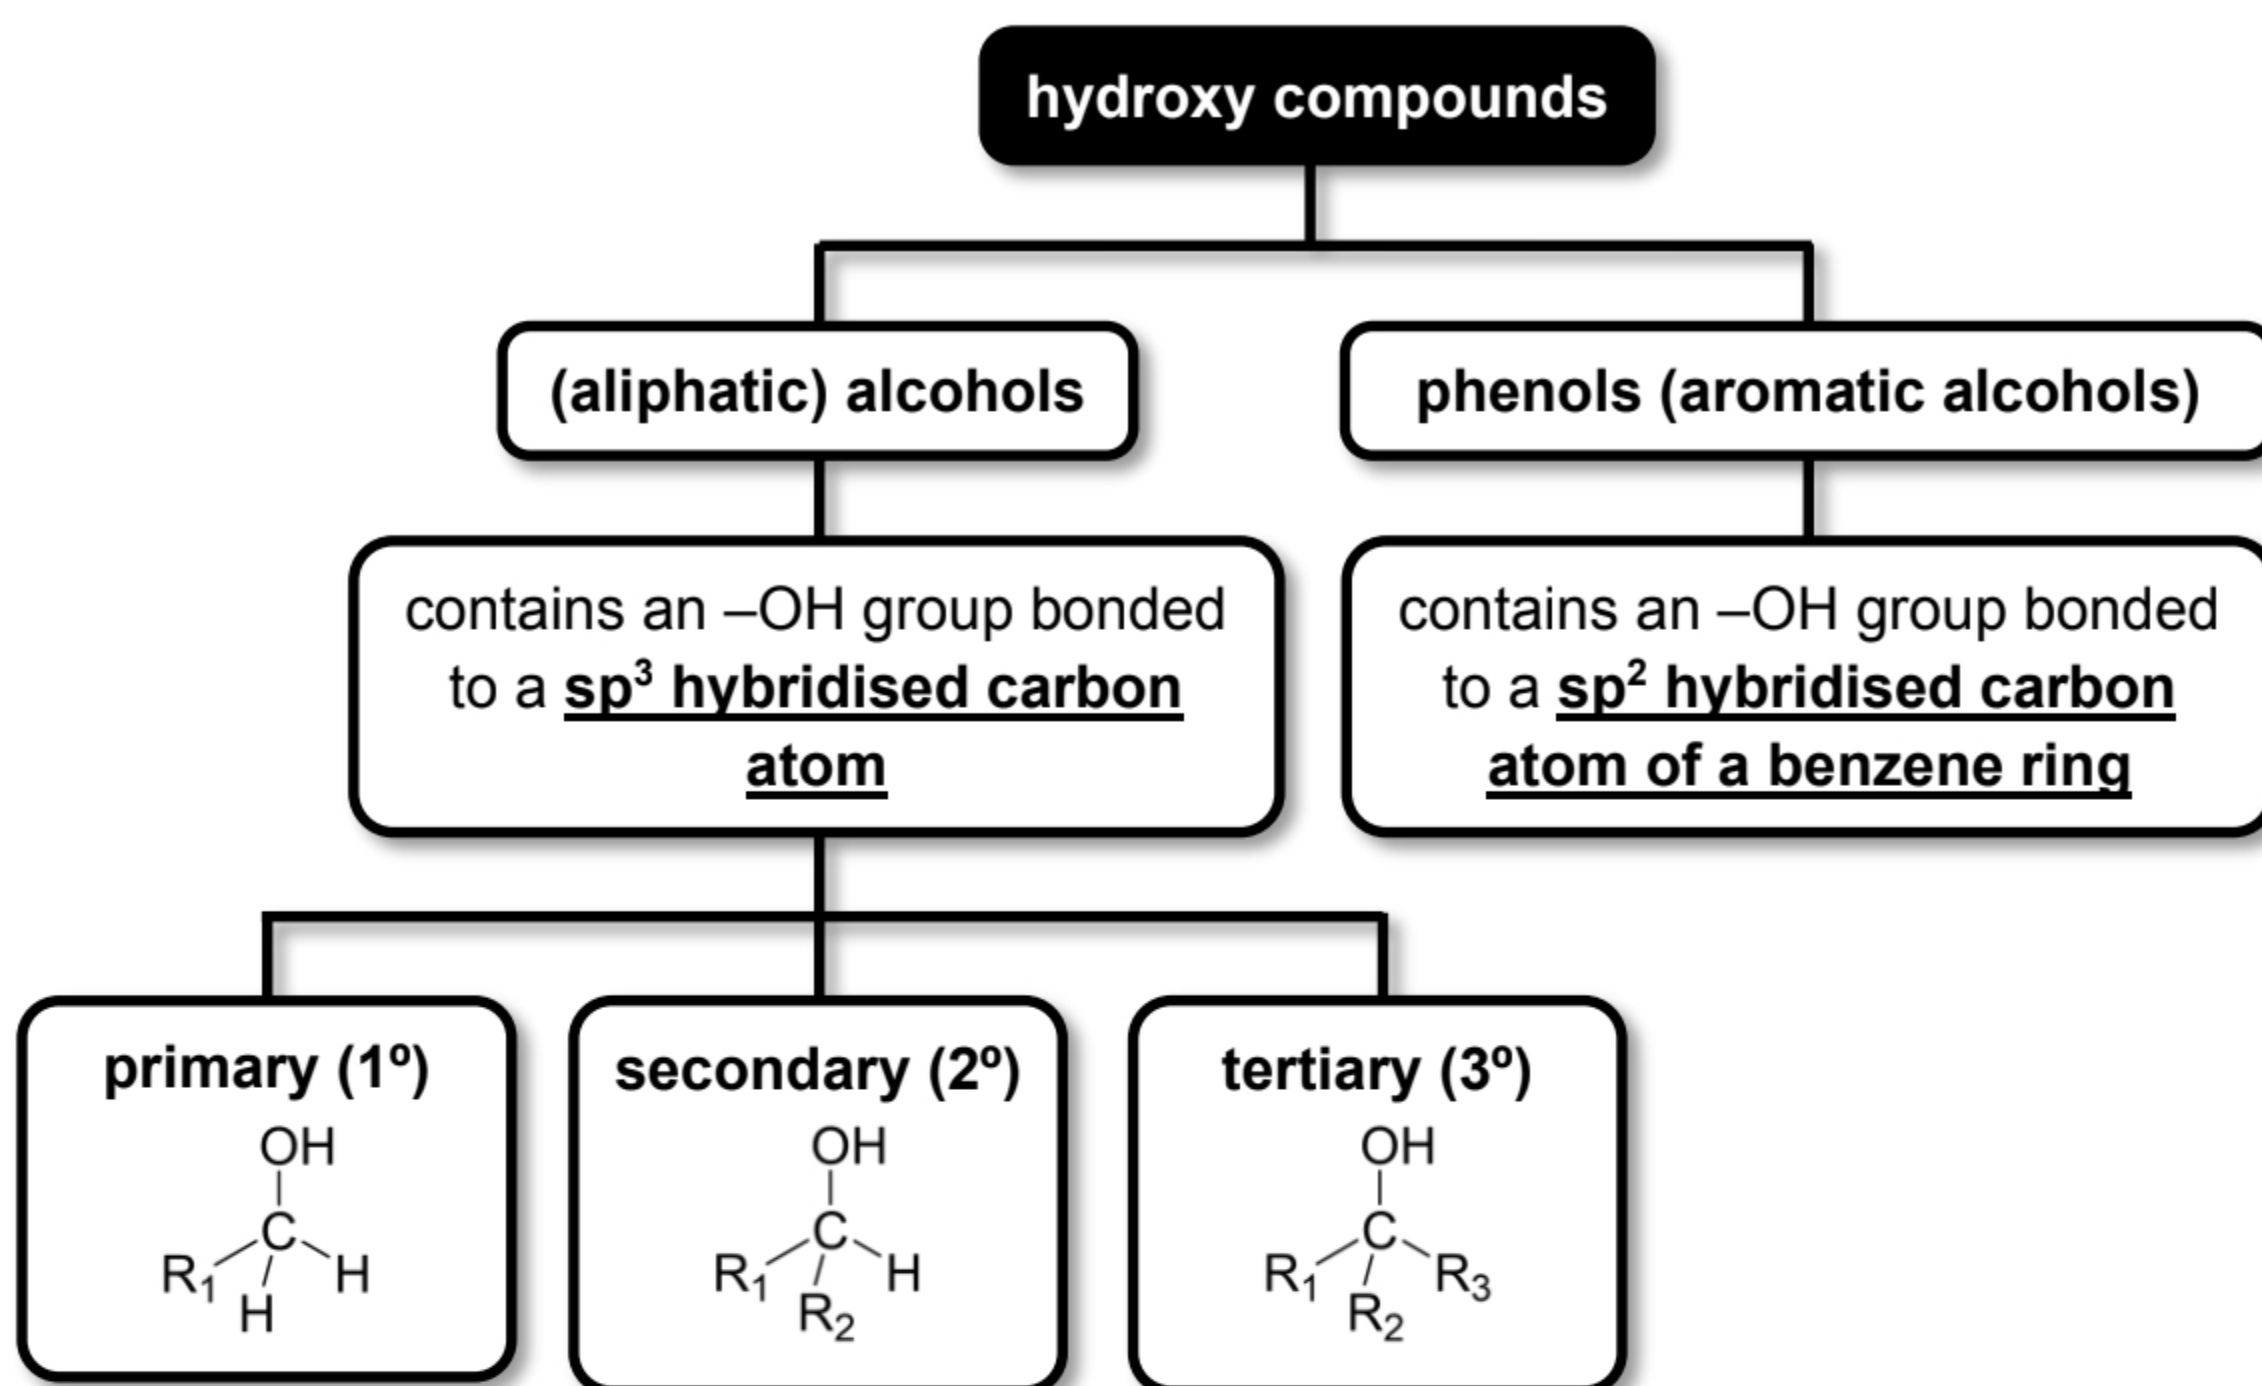 hydroxy compounds
(aliphatic) alcohols
phenols (aromatic alcohols)
contains an –OH group bonded
to a sp³ hybridised carbon
atom
contains an –OH group bonded
to a sp² hybridised carbon
atom of a benzene ring
primary (1º)
OH
C
R₁
H
H
secondary (2º)
OH
C
R₁
H
R₂
tertiary (3º)
OH
C
R₁
R₃
R₂